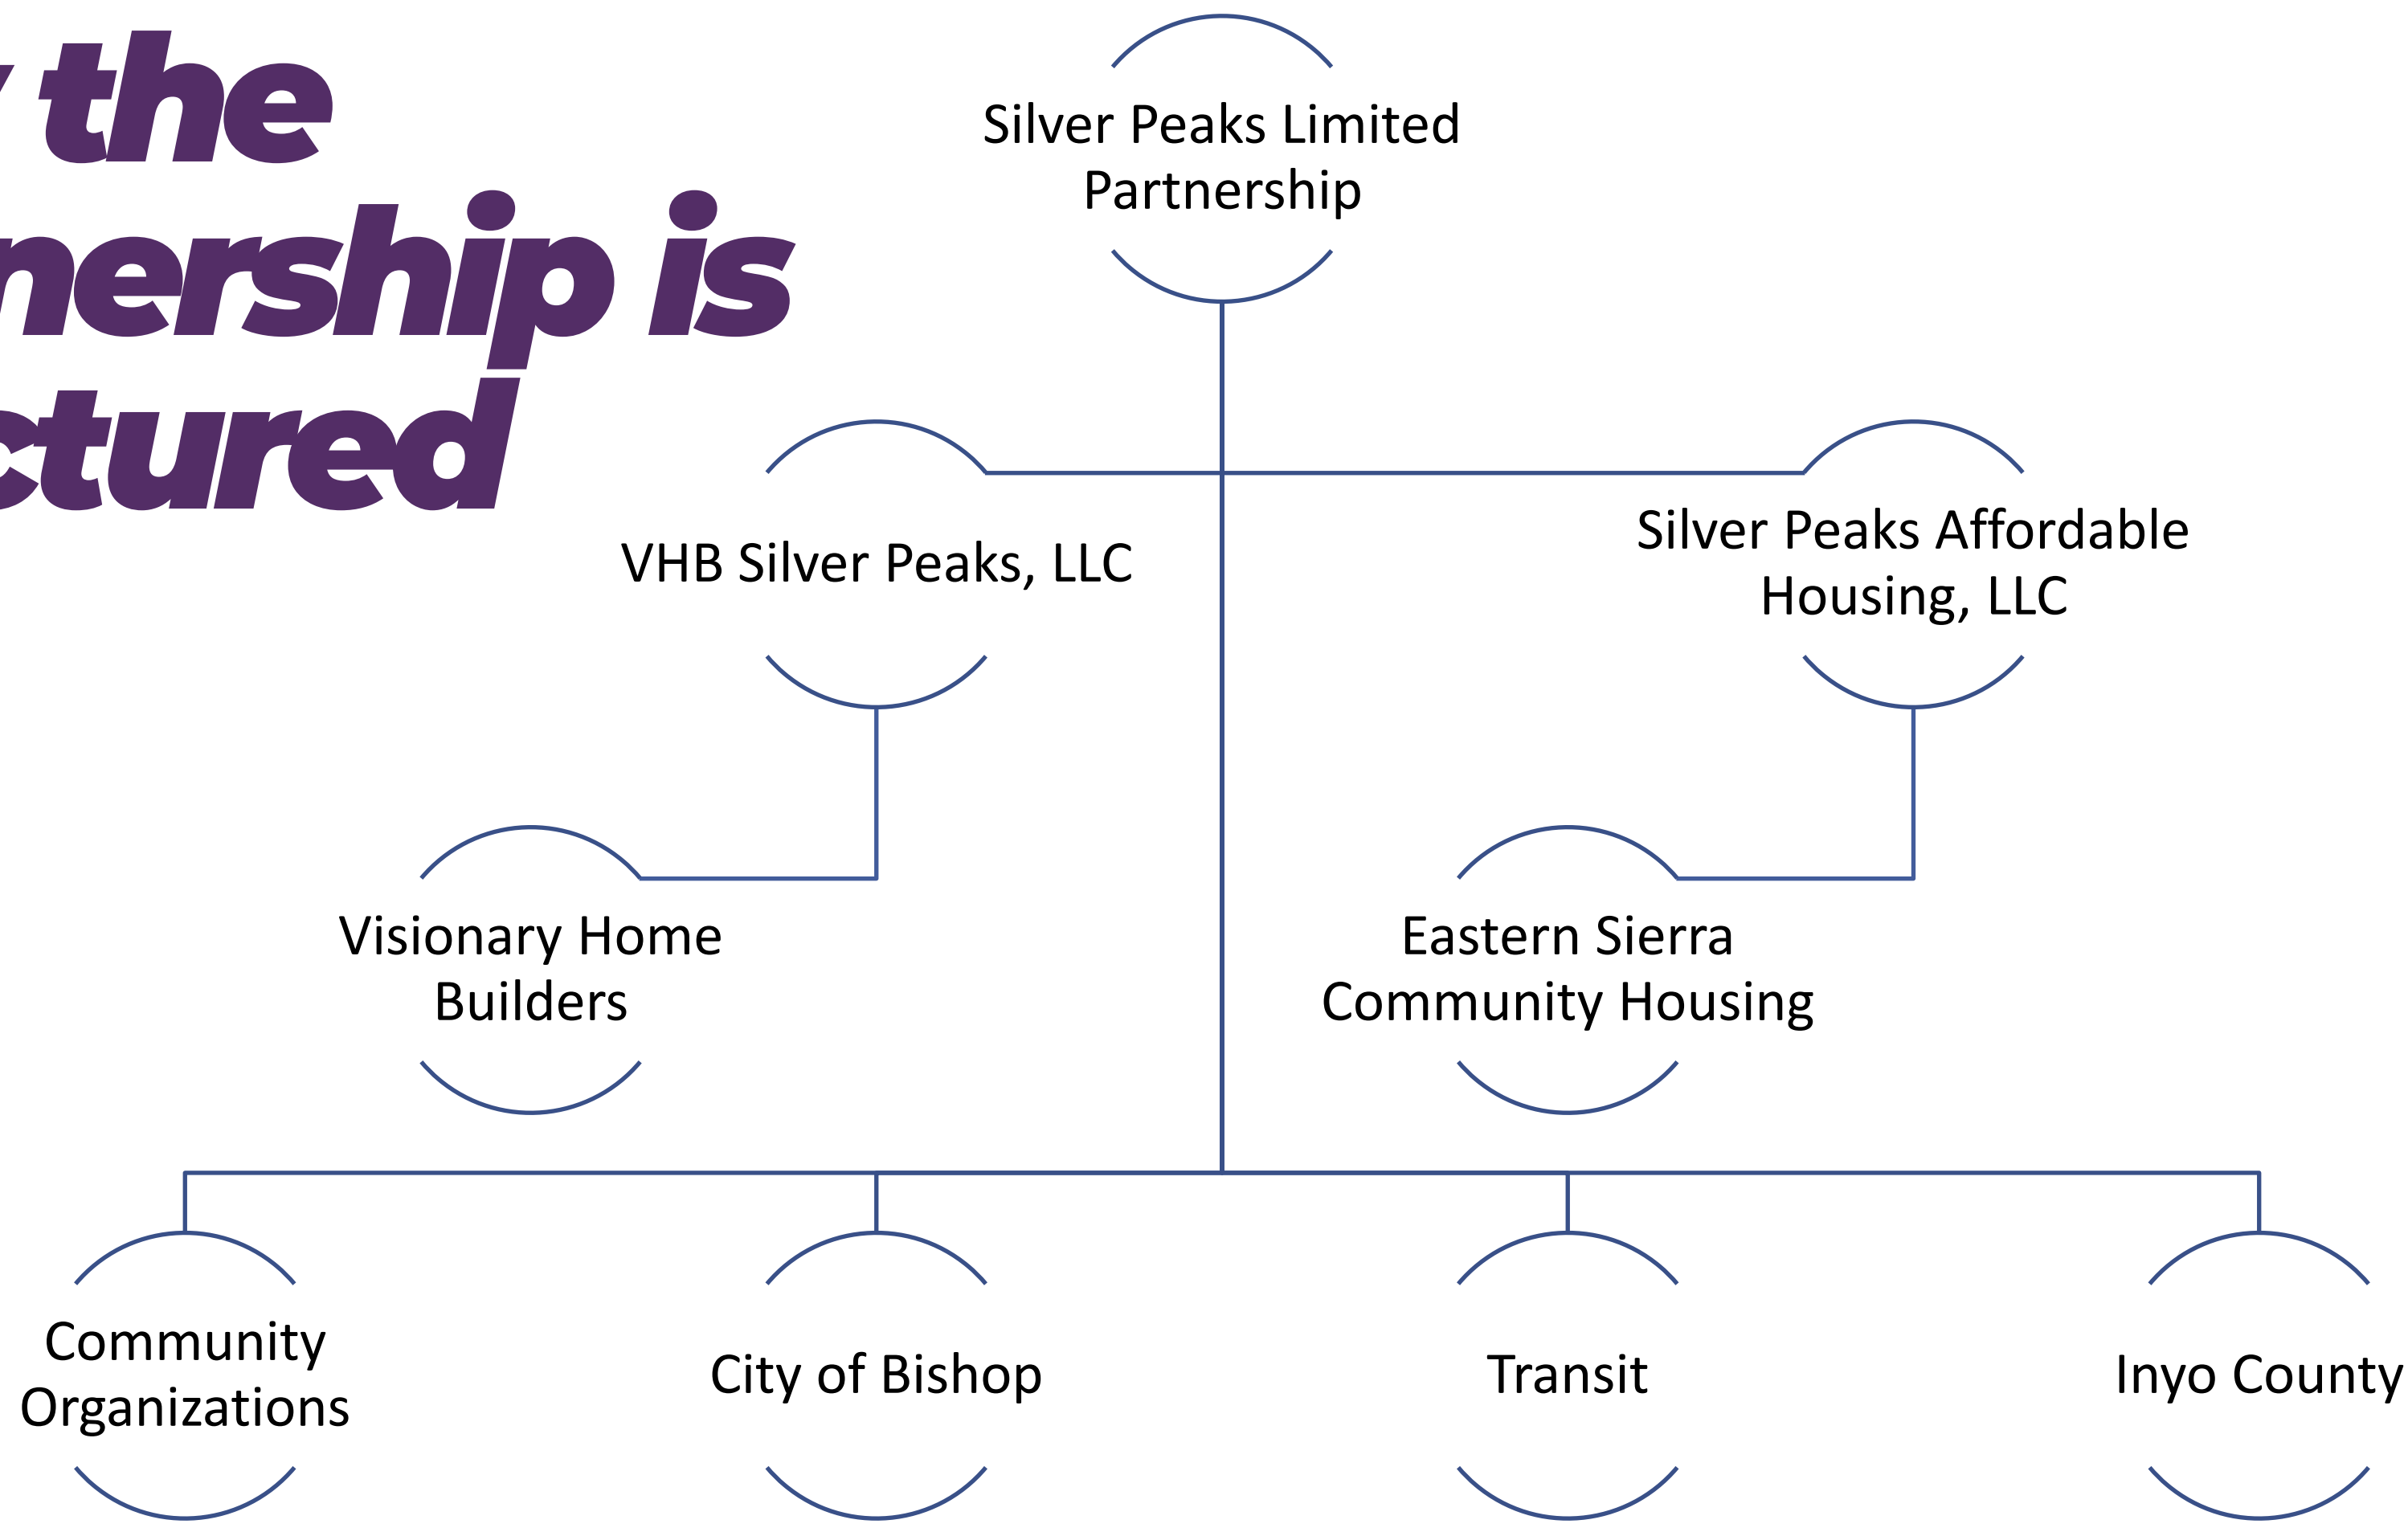 the
nership is
ctured
Silver Peaks Limited
Partnership
VHB Silver Peaks, LLC
Silver Peaks Affordable
Housing, LLC
Visionary Home
Builders
Eastern Sierra
Community Housing
Community
Organizations
City of Bishop
Transit
Inyo County